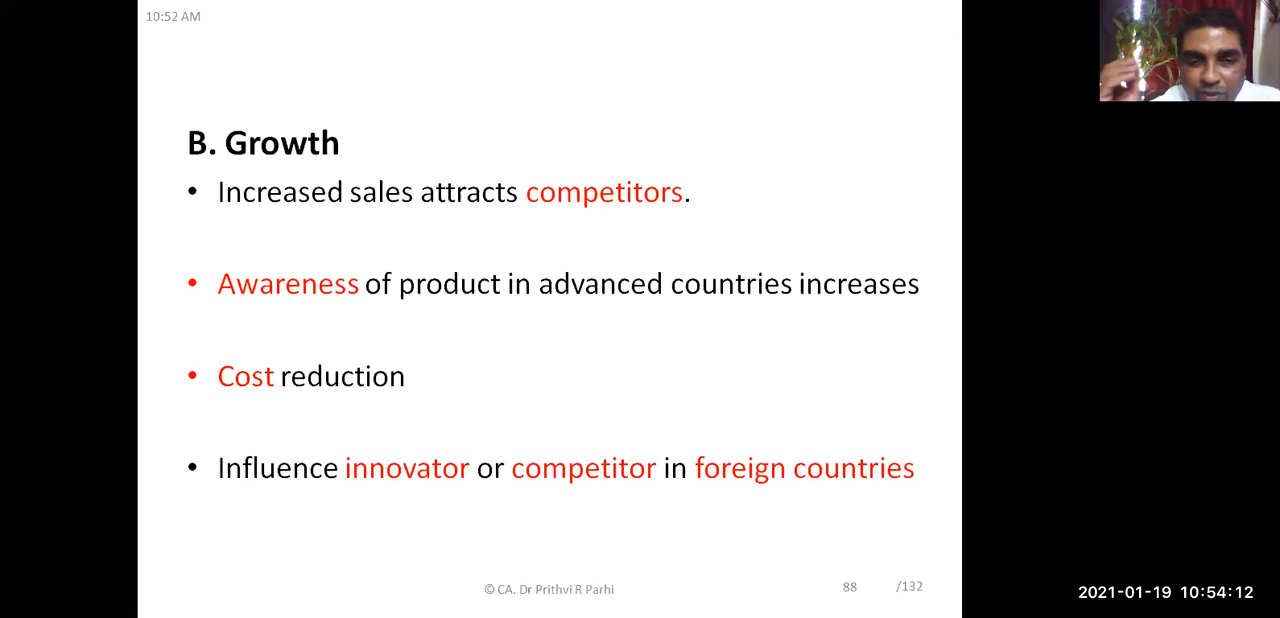 10:52 AM
B. Growth
• Increased sales attracts competitors.
• Awareness of product in advanced countries increases
• Cost reduction
• Influence innovator or competitor in foreign countries
© CA. Dr Prithvi R Parhi
88 /132
2021-01-19 10:54:12